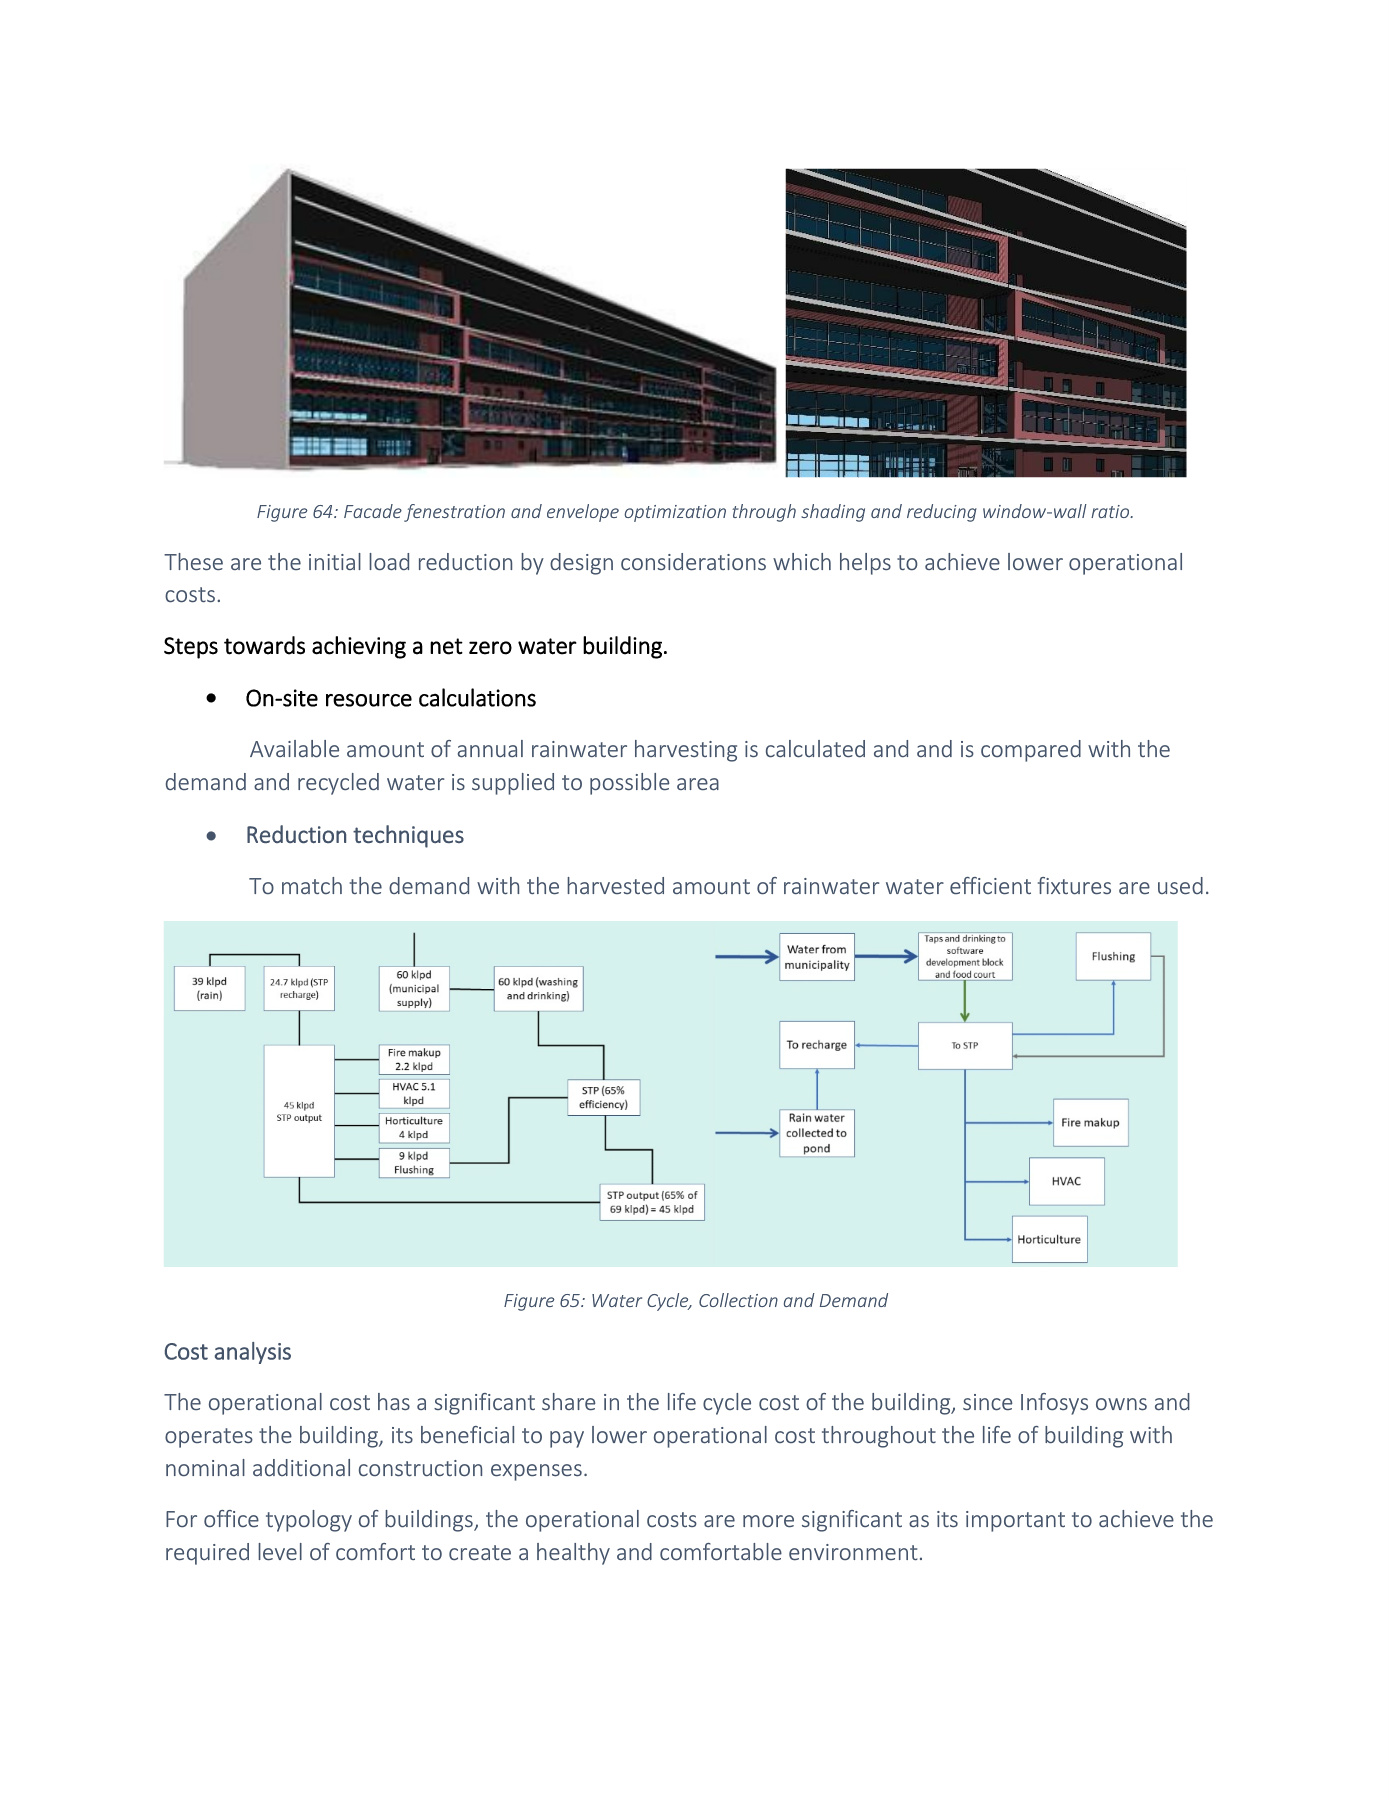 Figure 64: Facade fenestration and envelope optimization through shading and reducing window-wall ratio.
These are the initial load reduction by design considerations which helps to achieve lower operational
costs.
Steps towards achieving a net zero water building.
• On-site resource calculations
Available amount of annual rainwater harvesting is calculated and and is compared with the
demand and recycled water is supplied to possible area
• Reduction techniques
To match the demand with the harvested amount of rainwater water efficient fixtures are used.
39 klpd
(rain)
24.7 klpd (STP
recharge)
60 klpd
(municipal
supply)
60 klpd (washing
and drinking)
45 klpd
STP output
Fire makup
2.2 klpd
HVAC 5.1
klpd
Horticulture
4 klpd
9 klpd
Flushing
STP (65%
efficiency)
STP output (65% of
69 klpd) = 45 klpd
Water from
municipality
Taps and drinking to
software
development block
and food court
Flushing
To recharge
To STP
Rain water
collected to
pond
Fire makup
HVAC
Horticulture
Figure 65: Water Cycle, Collection and Demand
Cost analysis
The operational cost has a significant share in the life cycle cost of the building, since Infosys owns and
operates the building, its beneficial to pay lower operational cost throughout the life of building with
nominal additional construction expenses.
For office typology of buildings, the operational costs are more significant as its important to achieve the
required level of comfort to create a healthy and comfortable environment.